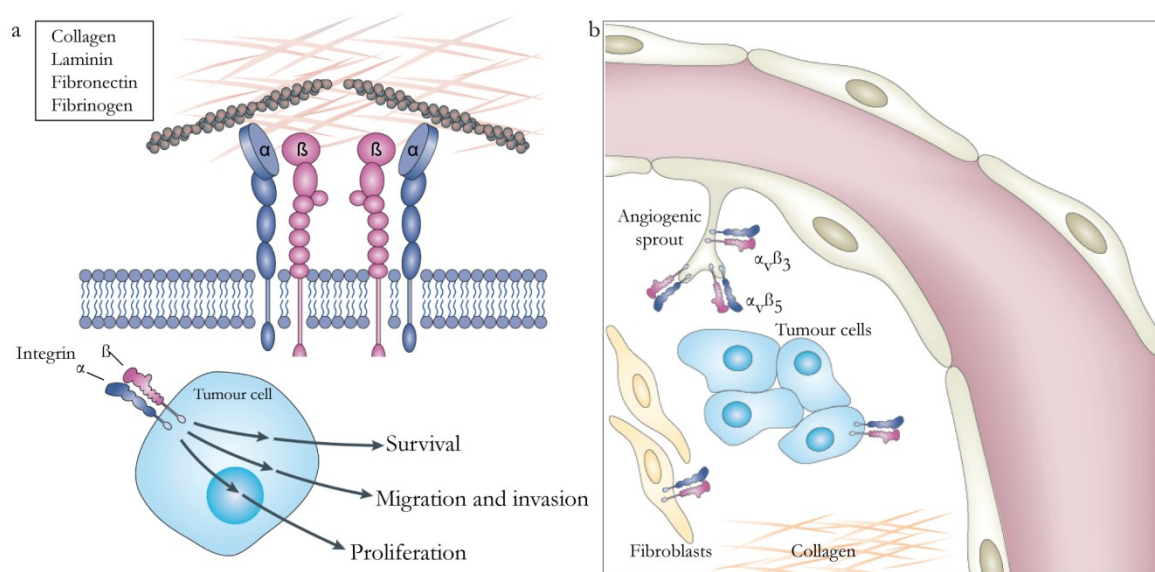 a
Collagen
Laminin
Fibronectin
Fibrinogen
α
ß
ß
α
Integrin
ß
α
Tumour cell
Survival
Migration and invasion
Proliferation
b
Angiogenic
sprout
αvß3
αvß5
Tumour cells
Fibroblasts
Collagen